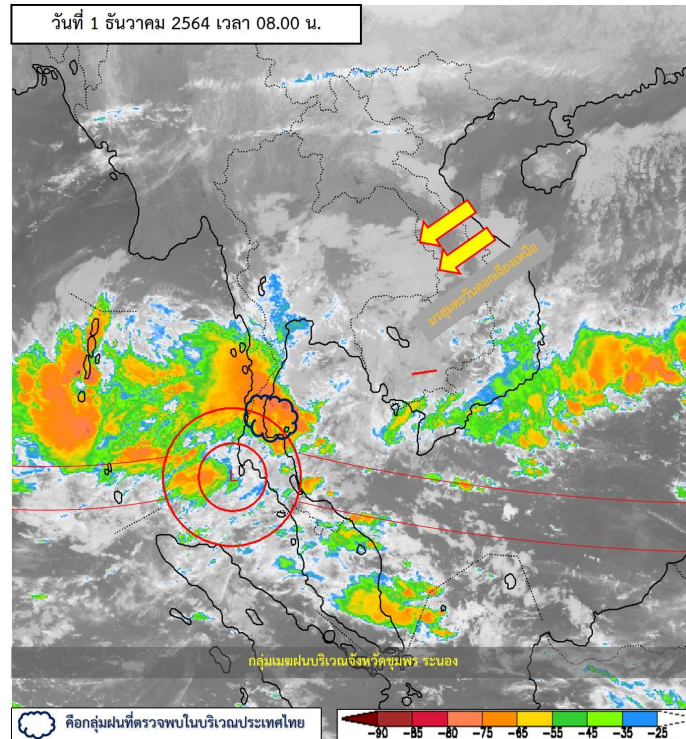 วันที่ 1 ธันวาคม 2564 เวลา 08.00 น.
มรสุมตะวันออกเฉียงเหนือ
L
กลุ่มเมฆฝนบริเวณจังหวัดชุมพร ระนอง
คือกลุ่มฝนที่ตรวจพบในบริเวณประเทศไทย
-90 -85 -80 -75 -65 -55 -45 -35 -25